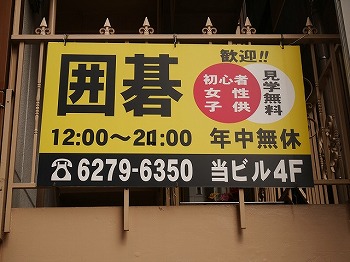 囲碁
歓迎!!
初心者
女性
子供
見学無料
12:00〜20:00 年中無休
☎6279-6350 当ビル4F